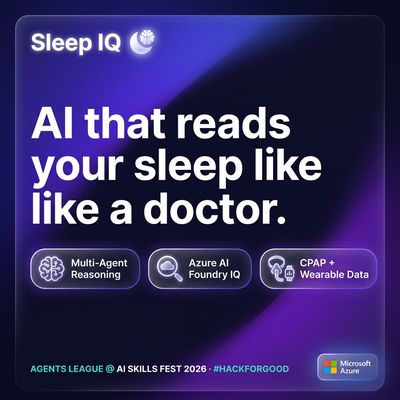 Sleep IQ
AI that reads
your sleep like
like a doctor.
Multi-Agent
Reasoning
Azure AI
Foundry IQ
CPAP +
Wearable Data
AGENTS LEAGUE @ AI SKILLS FEST 2026 · #HACKFORGOOD
Microsoft
Azure